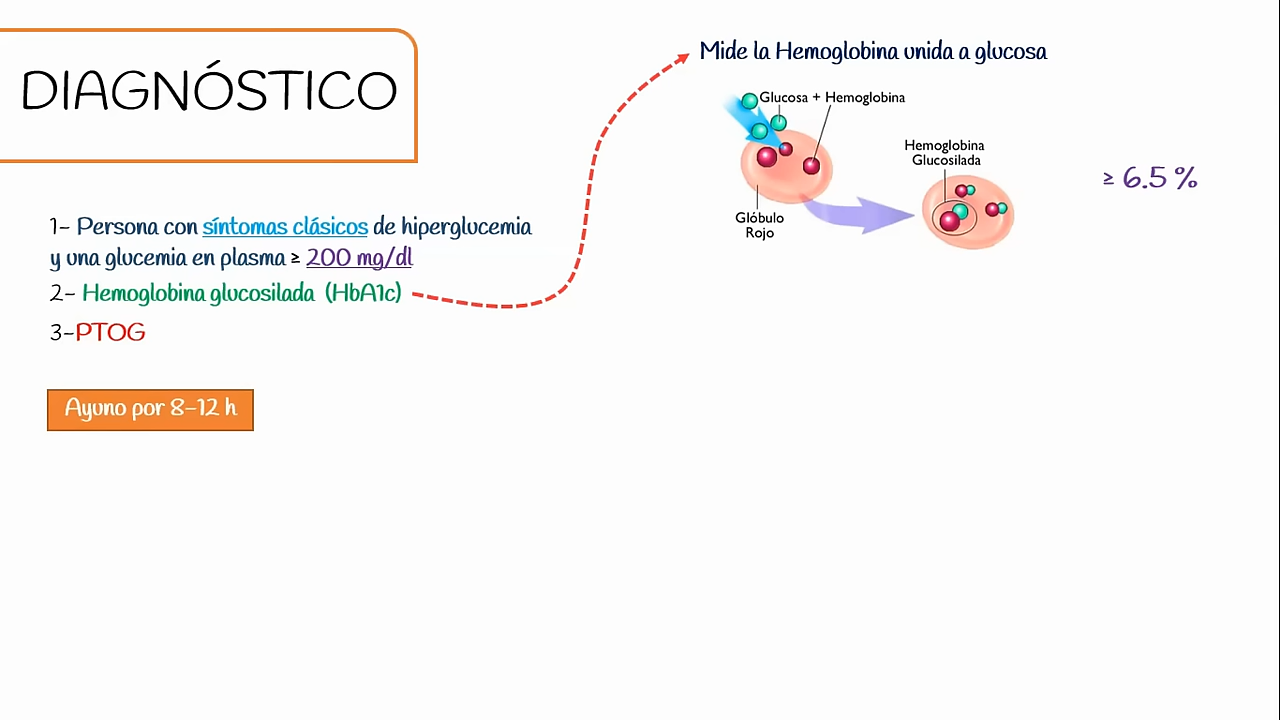 DIAGNÓSTICO
1- Persona con síntomas clásicos de hiperglucemia
y una glucemia en plasma ≥ 200 mg/dl
2- Hemoglobina glucosilada (HbA1c)
3-PTOG
Ayuno por 8-12 h
Mide la Hemoglobina unida a glucosa
Glucosa + Hemoglobina
Glóbulo
Rojo
Hemoglobina
Glucosilada
≥ 6.5 %